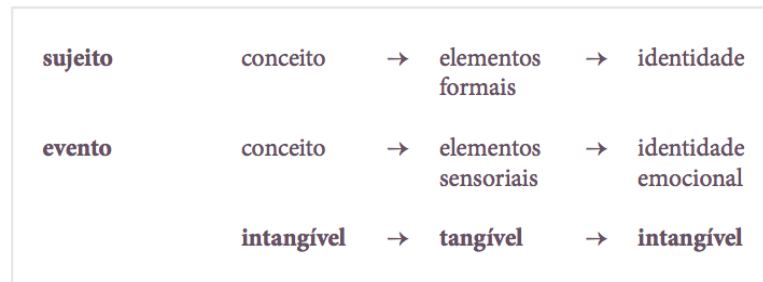 sujeito conceito → elementos → identidade
formais
evento conceito → elementos → identidade
sensoriais emocional
intangível → tangível → intangível